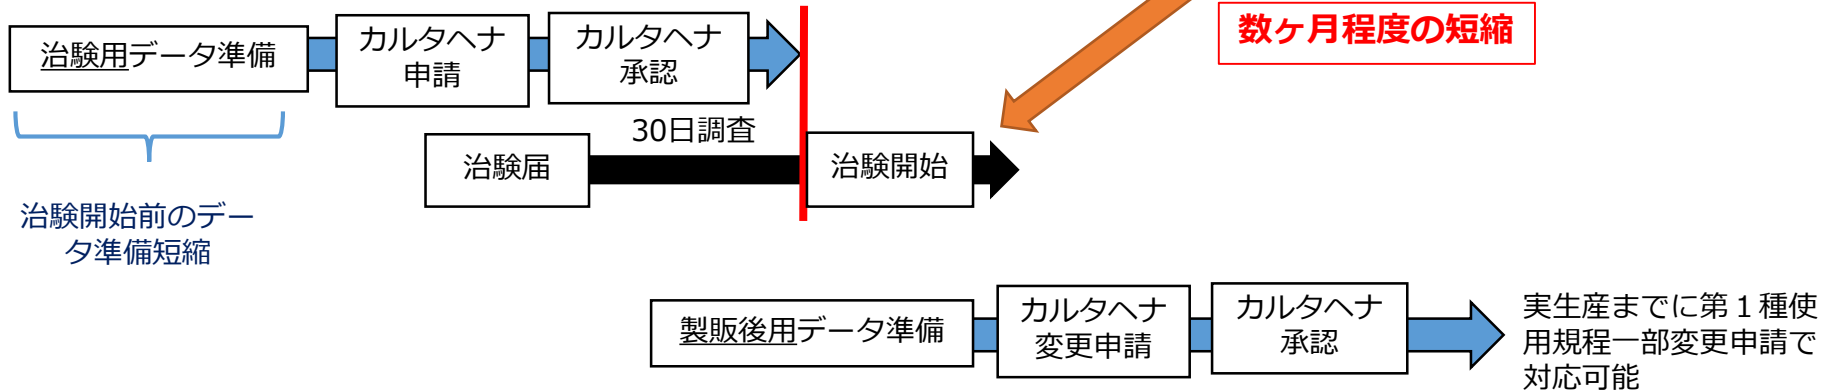 数ヶ月程度の短縮
治験用データ準備
カルタヘナ
申請
カルタヘナ
承認
30日調査
治験届
治験開始
治験開始前のデー
タ準備短縮
製販後用データ準備
カルタヘナ
変更申請
カルタヘナ
承認
実生産までに第１種使
用規程一部変更申請で
対応可能